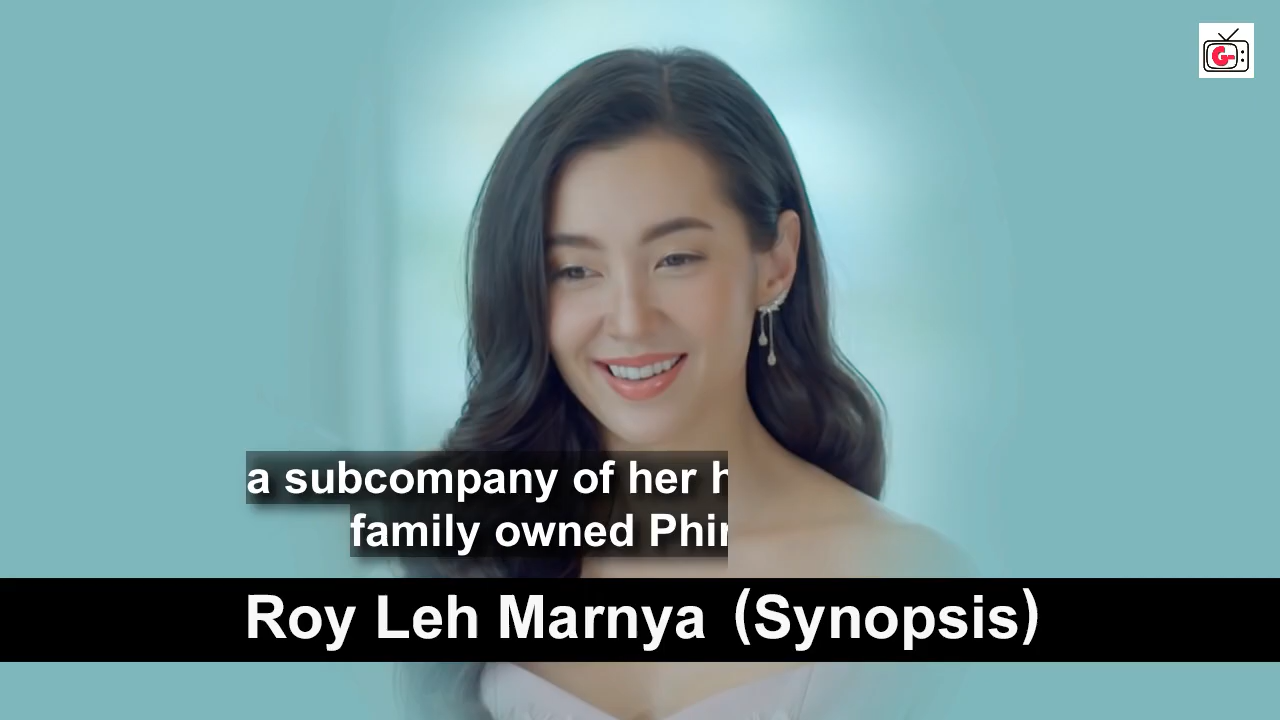 a subcompany of her
family owned
Roy Leh Marnya (Synopsis)